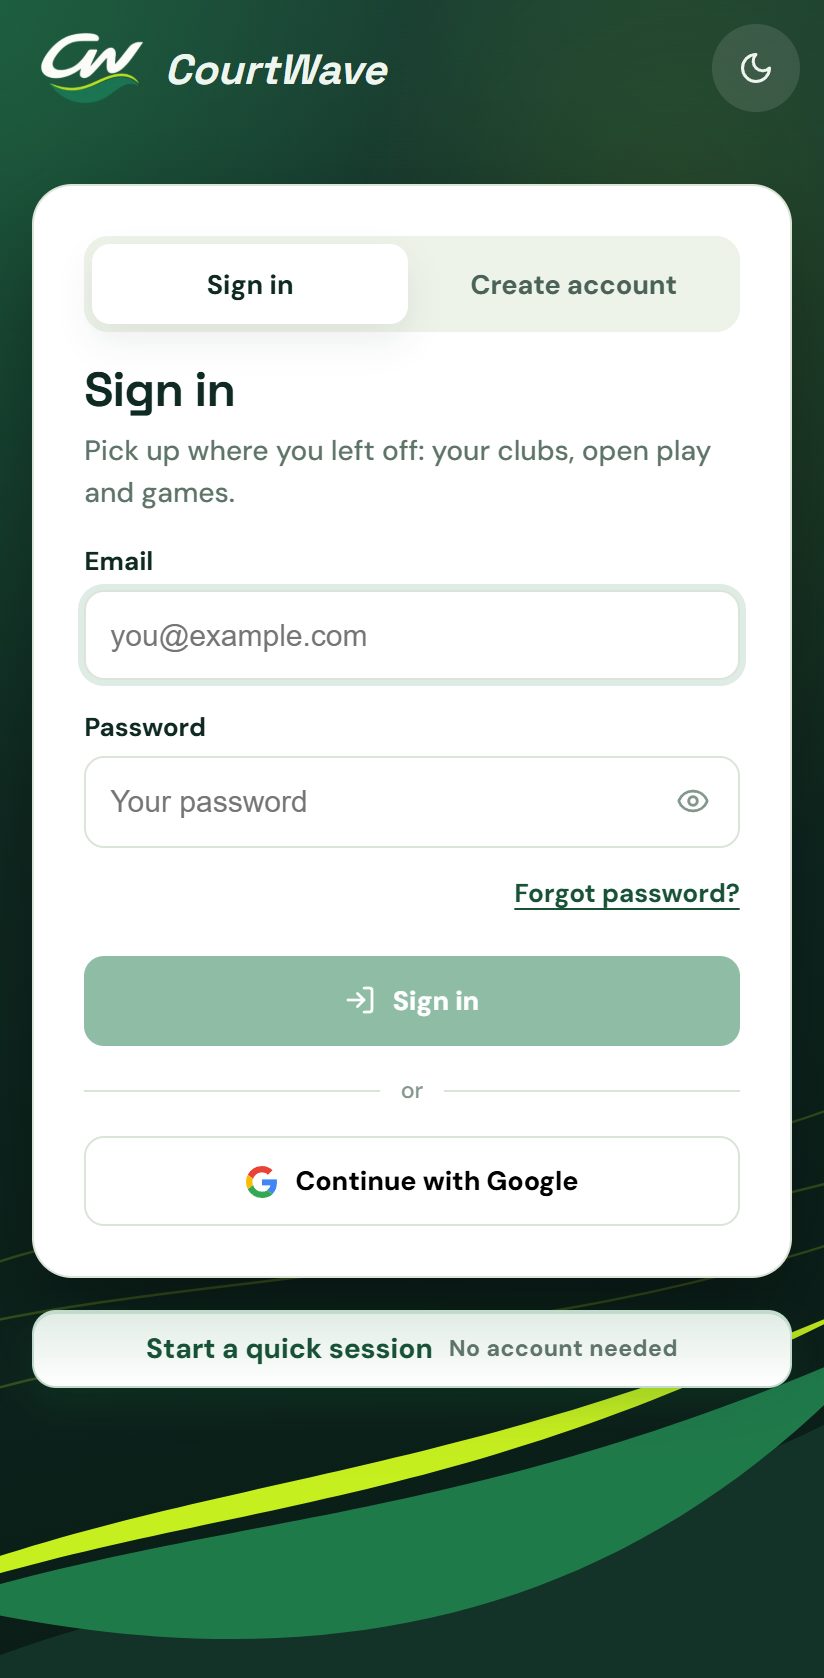 CW CourtWave
Sign in Create account
Sign in
Pick up where you left off: your clubs, open play
and games.
Email
you@example.com
Password
Your password
Forgot password?
Sign in
or
Continue with Google
Start a quick session No account needed